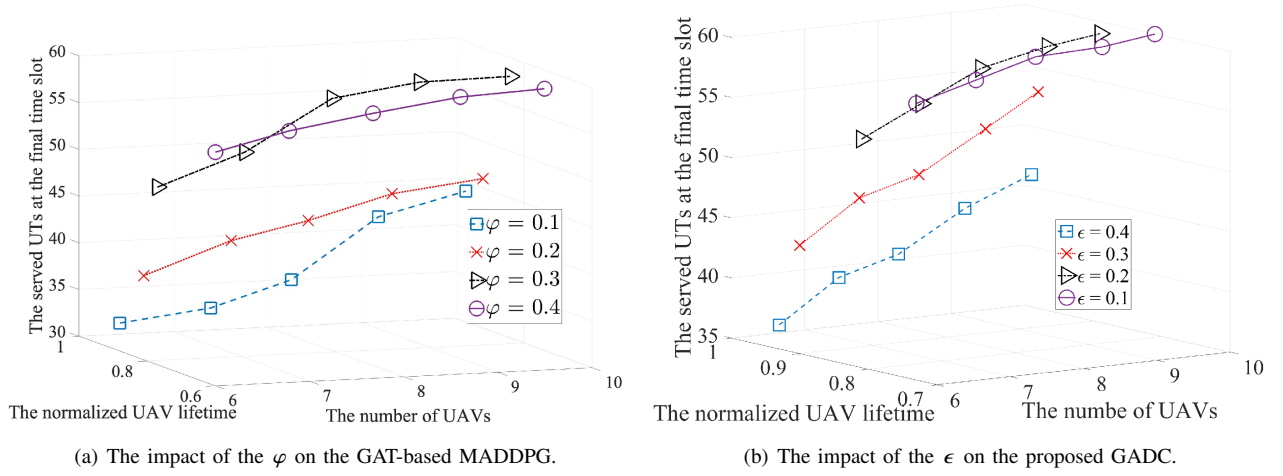 The served UTs at the final time slot
60
55
50
45
40
35
30
1
0.8
0.6
6
7
8
9
10
The normalized UAV lifetime
The number of UAVs
φ = 0.1
φ = 0.2
φ = 0.3
φ = 0.4
(a) The impact of the φ on the GAT-based MADDPG.
The served UTs at the final time slot
60
55
50
45
40
35
1
0.9
0.8
0.7
6
7
8
9
10
The normalized UAV lifetime
The numbe of UAVs
ϵ = 0.4
ϵ = 0.3
ϵ = 0.2
ϵ = 0.1
(b) The impact of the ϵ on the proposed GADC.